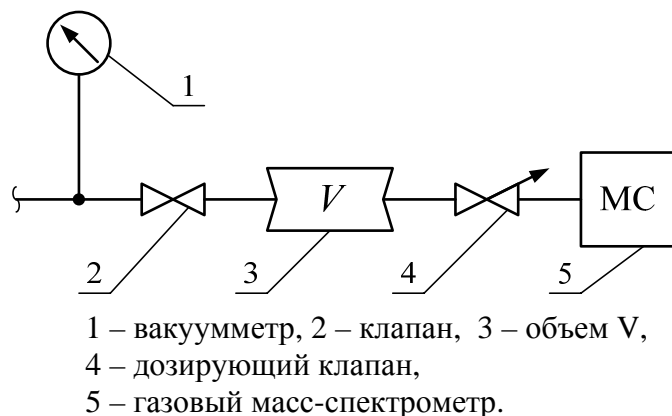 1
V
МС
2
3
4
5
1 – вакуумметр, 2 – клапан, 3 – объем V,
4 – дозирующий клапан,
5 – газовый масс-спектрометр.